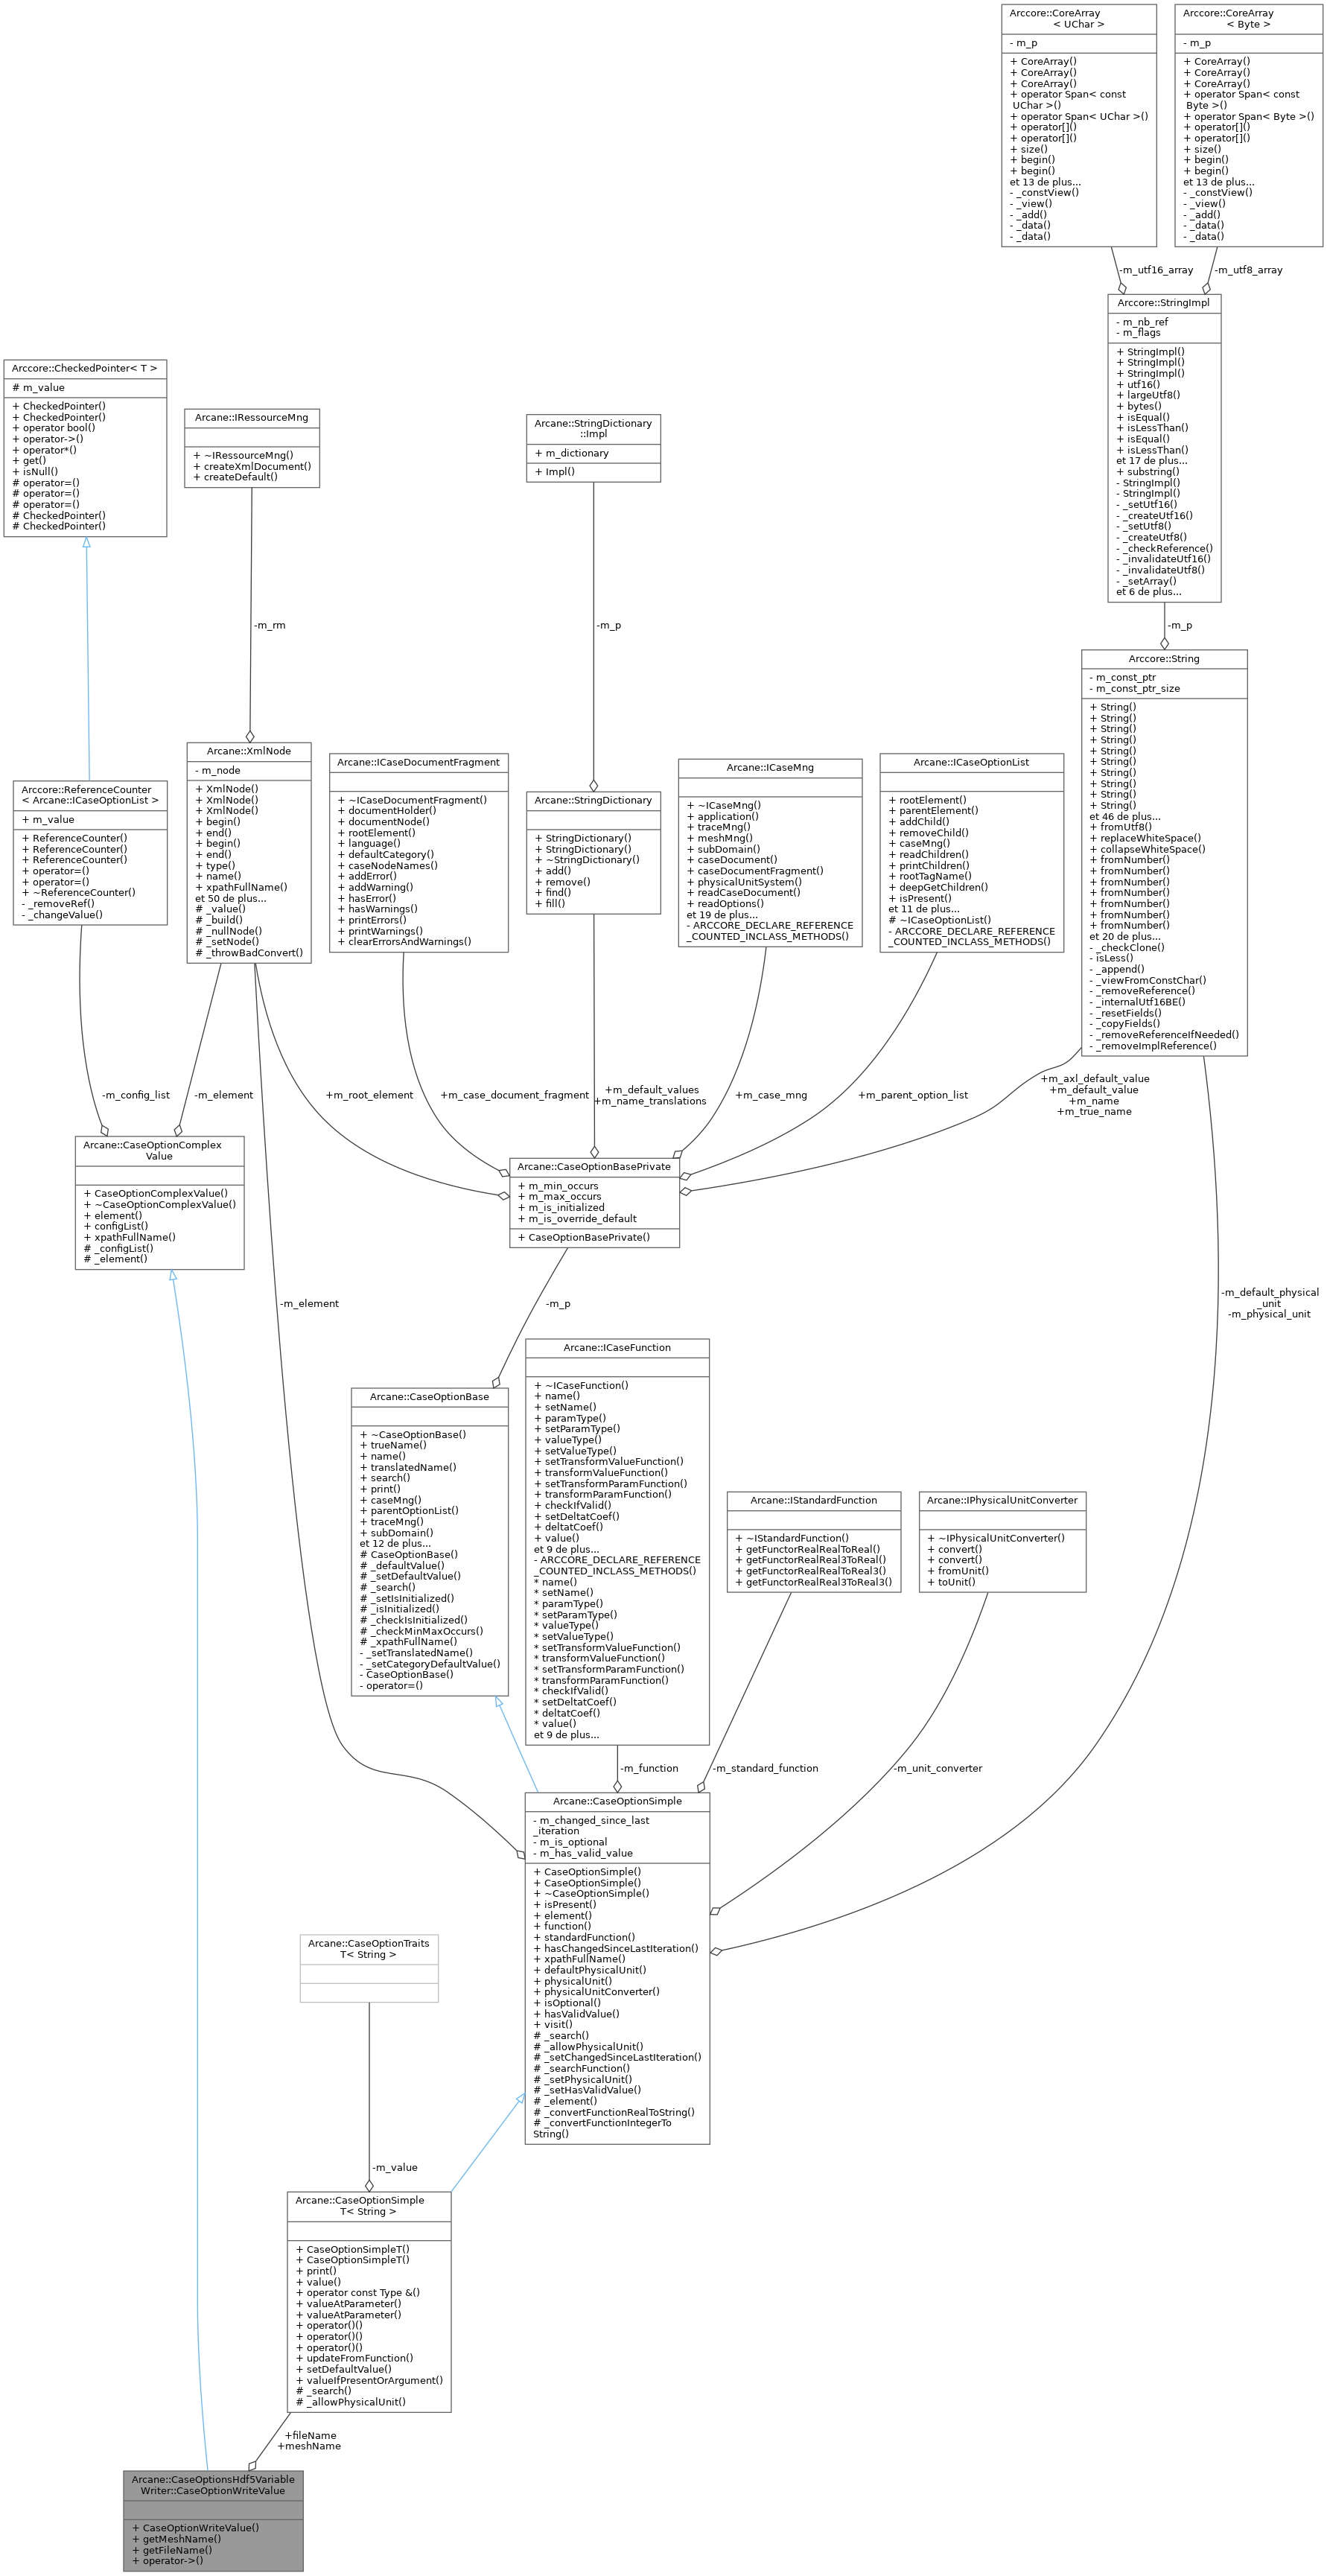 Arccore::CoreArray
< UChar >
- m_p
+ CoreArray()
+ CoreArray()
+ CoreArray()
+ operator Span< const
UChar >()
+ operator Span< UChar >()
+ operator[]()
+ operator[]()
+ size()
+ begin()
+ begin()
et 13 de plus...
- _constView()
- _view()
- _add()
- _data()
- _data()
Arccore::CoreArray
< Byte >
- m_p
+ CoreArray()
+ CoreArray()
+ CoreArray()
+ operator Span< const
Byte >()
+ operator Span< Byte >()
+ operator[]()
+ operator[]()
+ size()
+ begin()
+ begin()
et 13 de plus...
- _constView()
- _view()
- _add()
- _data()
- _data()
-m_utf16_array
-m_utf8_array
Arccore::StringImpl
- m_nb_ref
- m_flags
+ StringImpl()
+ StringImpl()
+ StringImpl()
+ utf16()
+ largeUtf8()
+ bytes()
+ isEqual()
+ isLessThan()
+ isEqual()
+ isLessThan()
et 17 de plus...
+ substring()
- StringImpl()
- StringImpl()
- _setUtf16()
- _createUtf16()
- _setUtf8()
- _createUtf8()
- _checkReference()
- _invalidateUtf16()
- _invalidateUtf8()
- _setArray()
et 6 de plus...
Arccore::CheckedPointer< T >
# m_value
+ CheckedPointer()
+ CheckedPointer()
+ operator bool()
+ operator->()
+ operator*()
+ get()
+ isNull()
# operator=()
# operator=()
# operator=()
# CheckedPointer()
# CheckedPointer()
Arcane::IRessourceMng
+ ~IRessourceMng()
+ createXmlDocument()
+ createDefault()
Arcane::StringDictionary
::Impl
+ m_dictionary
+ Impl()
-m_rm
-m_p
-m_p
Arccore::String
- m_const_ptr
- m_const_ptr_size
+ String()
+ String()
+ String()
+ String()
+ String()
+ String()
+ String()
+ String()
+ String()
+ String()
et 46 de plus...
+ fromUtf8()
+ replaceWhiteSpace()
+ collapseWhiteSpace()
+ fromNumber()
+ fromNumber()
+ fromNumber()
+ fromNumber()
+ fromNumber()
+ fromNumber()
+ fromNumber()
et 20 de plus...
- _checkClone()
- isLess()
- _append()
- _viewFromConstChar()
- _removeReference()
- _internalUtf16BE()
- _resetFields()
- _copyFields()
- _removeReferenceIfNeeded()
- _removeImplReference()
Arccore::ReferenceCounter
< Arcane::ICaseOptionList >
+ m_value
+ ReferenceCounter()
+ ReferenceCounter()
+ ReferenceCounter()
+ operator=()
+ operator=()
+ ~ReferenceCounter()
- _removeRef()
- _changeValue()
Arcane::XmlNode
- m_node
+ XmlNode()
+ XmlNode()
+ XmlNode()
+ begin()
+ end()
+ begin()
+ end()
+ type()
+ name()
+ xpathFullName()
et 50 de plus...
# _value()
# _build()
# _nullNode()
# _setNode()
# _throwBadConvert()
Arcane::ICaseDocumentFragment
+ ~ICaseDocumentFragment()
+ documentHolder()
+ documentNode()
+ rootElement()
+ language()
+ defaultCategory()
+ caseNodeNames()
+ addError()
+ addWarning()
+ hasError()
+ hasWarnings()
+ printErrors()
+ printWarnings()
+ clearErrorsAndWarnings()
Arcane::StringDictionary
+ StringDictionary()
+ StringDictionary()
+ ~StringDictionary()
+ add()
+ remove()
+ find()
+ fill()
Arcane::ICaseMng
+ ~ICaseMng()
+ application()
+ traceMng()
+ meshMng()
+ subDomain()
+ caseDocument()
+ caseDocumentFragment()
+ physicalUnitSystem()
+ readCaseDocument()
+ readOptions()
et 19 de plus...
- ARCCORE_DECLARE_REFERENCE
_COUNTED_INCLASS_METHODS()
Arcane::ICaseOptionList
+ rootElement()
+ parentElement()
+ addChild()
+ removeChild()
+ caseMng()
+ readChildren()
+ printChildren()
+ rootTagName()
+ deepGetChildren()
+ isPresent()
et 11 de plus...
# ~ICaseOptionList()
- ARCCORE_DECLARE_REFERENCE
_COUNTED_INCLASS_METHODS()
-m_config_list
-m_element
+m_root_element
+m_case_document_fragment
+m_default_values
+m_name_translations
+m_case_mng
+m_parent_option_list
+m_axl_default_value
+m_default_value
+m_name
+m_true_name
Arcane::CaseOptionComplex
Value
+ CaseOptionComplexValue()
+ ~CaseOptionComplexValue()
+ element()
+ configList()
+ xpathFullName()
# _configList()
# _element()
Arcane::CaseOptionBasePrivate
+ m_min_occurs
+ m_max_occurs
+ m_is_initialized
+ m_is_override_default
+ CaseOptionBasePrivate()
-m_element
-m_p
-m_default_physical
_unit
-m_physical_unit
Arcane::CaseOptionBase
+ ~CaseOptionBase()
+ trueName()
+ name()
+ translatedName()
+ search()
+ print()
+ caseMng()
+ parentOptionList()
+ traceMng()
+ subDomain()
et 12 de plus...
# CaseOptionBase()
# _defaultValue()
# _setDefaultValue()
# _search()
# _setIsInitialized()
# _isInitialized()
# _checkIsInitialized()
# _checkMinMaxOccurs()
# _xpathFullName()
- _setTranslatedName()
- _setCategoryDefaultValue()
- CaseOptionBase()
- operator=()
Arcane::ICaseFunction
+ ~ICaseFunction()
+ name()
+ setName()
+ paramType()
+ setParamType()
+ valueType()
+ setValueType()
+ setTransformValueFunction()
+ transformValueFunction()
+ setTransformParamFunction()
+ transformParamFunction()
+ checkIfValid()
+ setDeltatCoef()
+ deltatCoef()
+ value()
et 9 de plus...
- ARCCORE_DECLARE_REFERENCE
_COUNTED_INCLASS_METHODS()
* name()
* setName()
* paramType()
* setParamType()
* valueType()
* setValueType()
* setTransformValueFunction()
* transformValueFunction()
* setTransformParamFunction()
* transformParamFunction()
* checkIfValid()
* setDeltatCoef()
* deltatCoef()
* value()
et 9 de plus...
Arcane::IStandardFunction
+ ~IStandardFunction()
+ getFunctorRealRealToReal()
+ getFunctorRealReal3ToReal()
+ getFunctorRealRealToReal3()
+ getFunctorRealReal3ToReal3()
Arcane::IPhysicalUnitConverter
+ ~IPhysicalUnitConverter()
+ convert()
+ convert()
+ fromUnit()
+ toUnit()
-m_function
-m_standard_function
-m_unit_converter
Arcane::CaseOptionSimple
- m_changed_since_last
_iteration
- m_is_optional
- m_has_valid_value
+ CaseOptionSimple()
+ CaseOptionSimple()
+ ~CaseOptionSimple()
+ isPresent()
+ element()
+ function()
+ standardFunction()
+ hasChangedSinceLastIteration()
+ xpathFullName()
+ defaultPhysicalUnit()
+ physicalUnit()
+ physicalUnitConverter()
+ isOptional()
+ hasValidValue()
+ visit()
# _search()
# _allowPhysicalUnit()
# _setChangedSinceLastIteration()
# _searchFunction()
# _setPhysicalUnit()
# _setHasValidValue()
# _element()
# _convertFunctionRealToString()
# _convertFunctionIntegerTo
String()
Arcane::CaseOptionTraits
T< String >
-m_value
Arcane::CaseOptionSimple
T< String >
+ CaseOptionSimpleT()
+ CaseOptionSimpleT()
+ print()
+ value()
+ operator const Type &()
+ valueAtParameter()
+ valueAtParameter()
+ operator()()
+ operator()()
+ operator()()
+ updateFromFunction()
+ setDefaultValue()
+ valueIfPresentOrArgument()
# _search()
# _allowPhysicalUnit()
+fileName
+meshName
Arcane::CaseOptionsHdf5Variable
Writer::CaseOptionWriteValue
+ CaseOptionWriteValue()
+ getMeshName()
+ getFileName()
+ operator->()